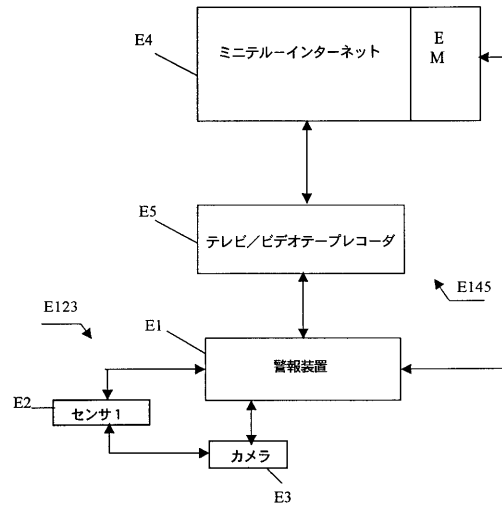 E4
ミニテル－インターネット
E
M
E5
テレビ／ビデオテープレコーダ
E123
E145
E1
警報装置
E2
センサ１
カメラ
E3